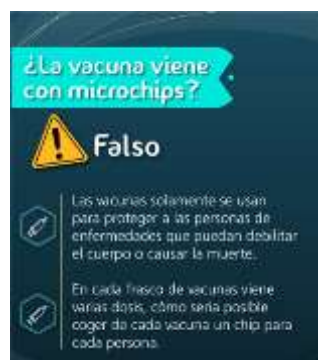 ¿La vacuna viene
con microchips?
Falso
Las vacunas solamente se usan
para proteger a las personas de
enfermedades que puedan debilitar
el cuerpo o causar la muerte.
En cada frasco de vacunas viene
varias dosis, cómo seria posible
coger da cada vacuna un chip para
cada persona.